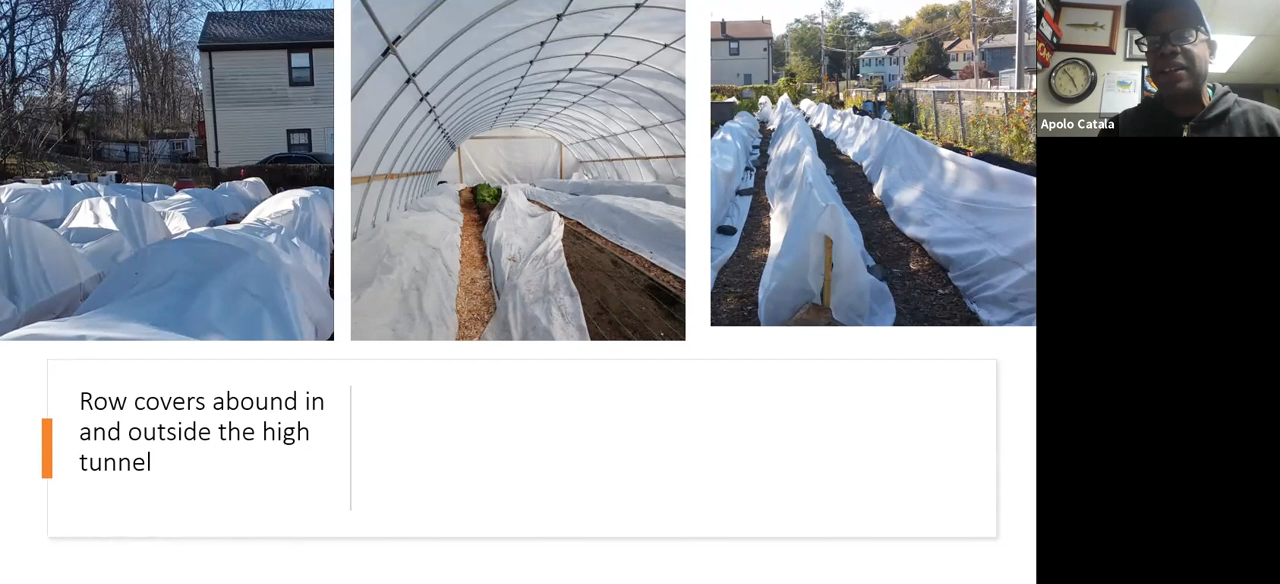 Apolo Catala
Row covers abound in
and outside the high
tunnel